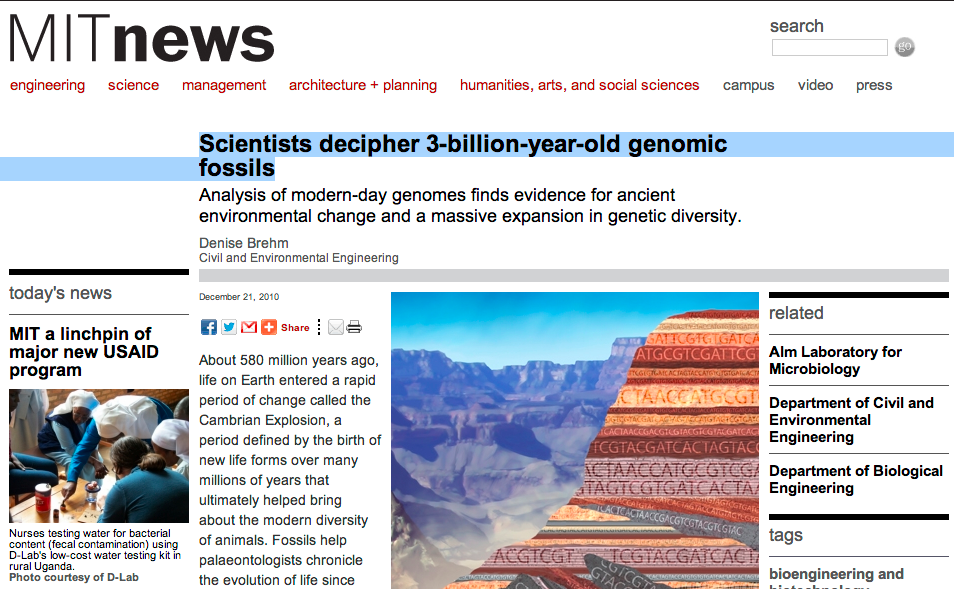 MITnews
search
go
engineering science management architecture + planning humanities, arts, and social sciences campus video press
Scientists decipher 3-billion-year-old genomic
fossils
Analysis of modern-day genomes finds evidence for ancient
environmental change and a massive expansion in genetic diversity.
Denise Brehm
Civil and Environmental Engineering
today's news
MIT a linchpin of
major new USAID
program
Nurses testing water for bacterial
content (fecal contamination) using
D-Lab's low-cost water testing kit in
rural Uganda.
Photo courtesy of D-Lab
December 21, 2010
Share
About 580 million years ago,
life on Earth entered a rapid
period of change called the
Cambrian Explosion, a
period defined by the birth of
new life forms over many
millions of years that
ultimately helped bring
about the modern diversity
of animals. Fossils help
palaeontologists chronicle
the evolution of life since
related
Alm Laboratory for
Microbiology
Department of Civil and
Environmental
Engineering
Department of Biological
Engineering
tags
bioengineering and